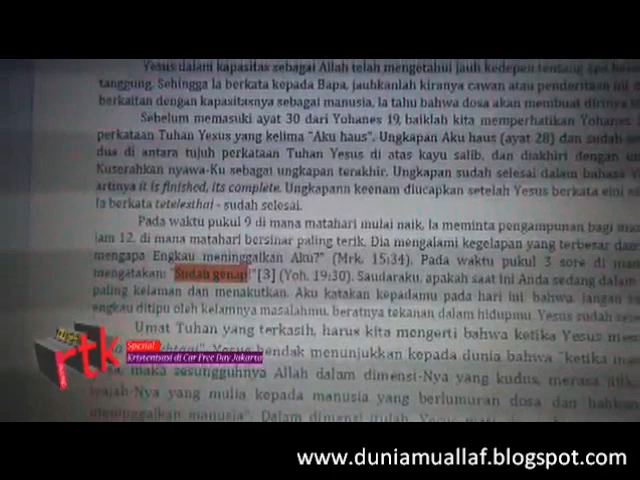 Yesus dalam kapasitas sebagai Allah telah mengetahui jauh kedepen tentang apa
tanggung. Sehingga Ia berkata kepada Bapa, jauhkanlah kiranya cawan atau penderitaan ini
berkaitan dengan kapasitasnya sebagai manusia, Ia tahu bahwa dosa akan membuat dirinya
Sebelum memasuki ayat 30 dari Yohanes 19, baiklah kita memperhatikan Yohanes
perkataan Tuhan Yexus yang kelima "Aku haus". Ungkapan Aku haus (ayat 28) dan sudah
dua di antara tujuh perkataan Tuhan Yesus di atas kayu salib, dan diakhiri dengan
Kuserahkan nyawa-Ku sebagai ungkapan terakhir. Ungkapan sudah selesai dalam bahasa
artinya it is finished, its complete. Ungkapann keenam diucapkan setelah Yesus berkata
Ia berkata tetelesthai - sudah selesai.
Pada waktu pukul 9 di mana matahari mulai naik, Ia meminta pengampunan bagi
jam 12, di mana matahari bersinar paling terik. Dia mengalami kegelapan yang terbesar
mengapa Engkau meninggalkan Aku?" (Mrk. 15:34). Pada waktu pukul 3 sore di
mengatakan: "Sudah genap!"[3] (Yoh. 19:30). Saudaraku, apakah saat ini Anda sedang dalam
paling kelaman dan menakutkan. Aku katakan kepadamu pada hari ini bahwa jangan
engkau ditipu oleh kelamnya masalahmu, beratnya tekanan dalam hidupmu. Yesus sudah
Umat Tuhan yang terkasih, harus kita mengerti bahwa ketika Yesus
Yesus hendak menunjukkan kepada dunia bahwa "ketika
maka sesungguhnya Allah dalam dimensi-Nya yang kudus, merasa
Nya yang mulia kepada manusia yang berlumuran dosa dan
meninggalkan manusia". Dalam dimensi itulah Yesus
rtk
Spesial
Kristenisasi di Car Free Day Jakarta
www.duniamuallaf.blogspot.com